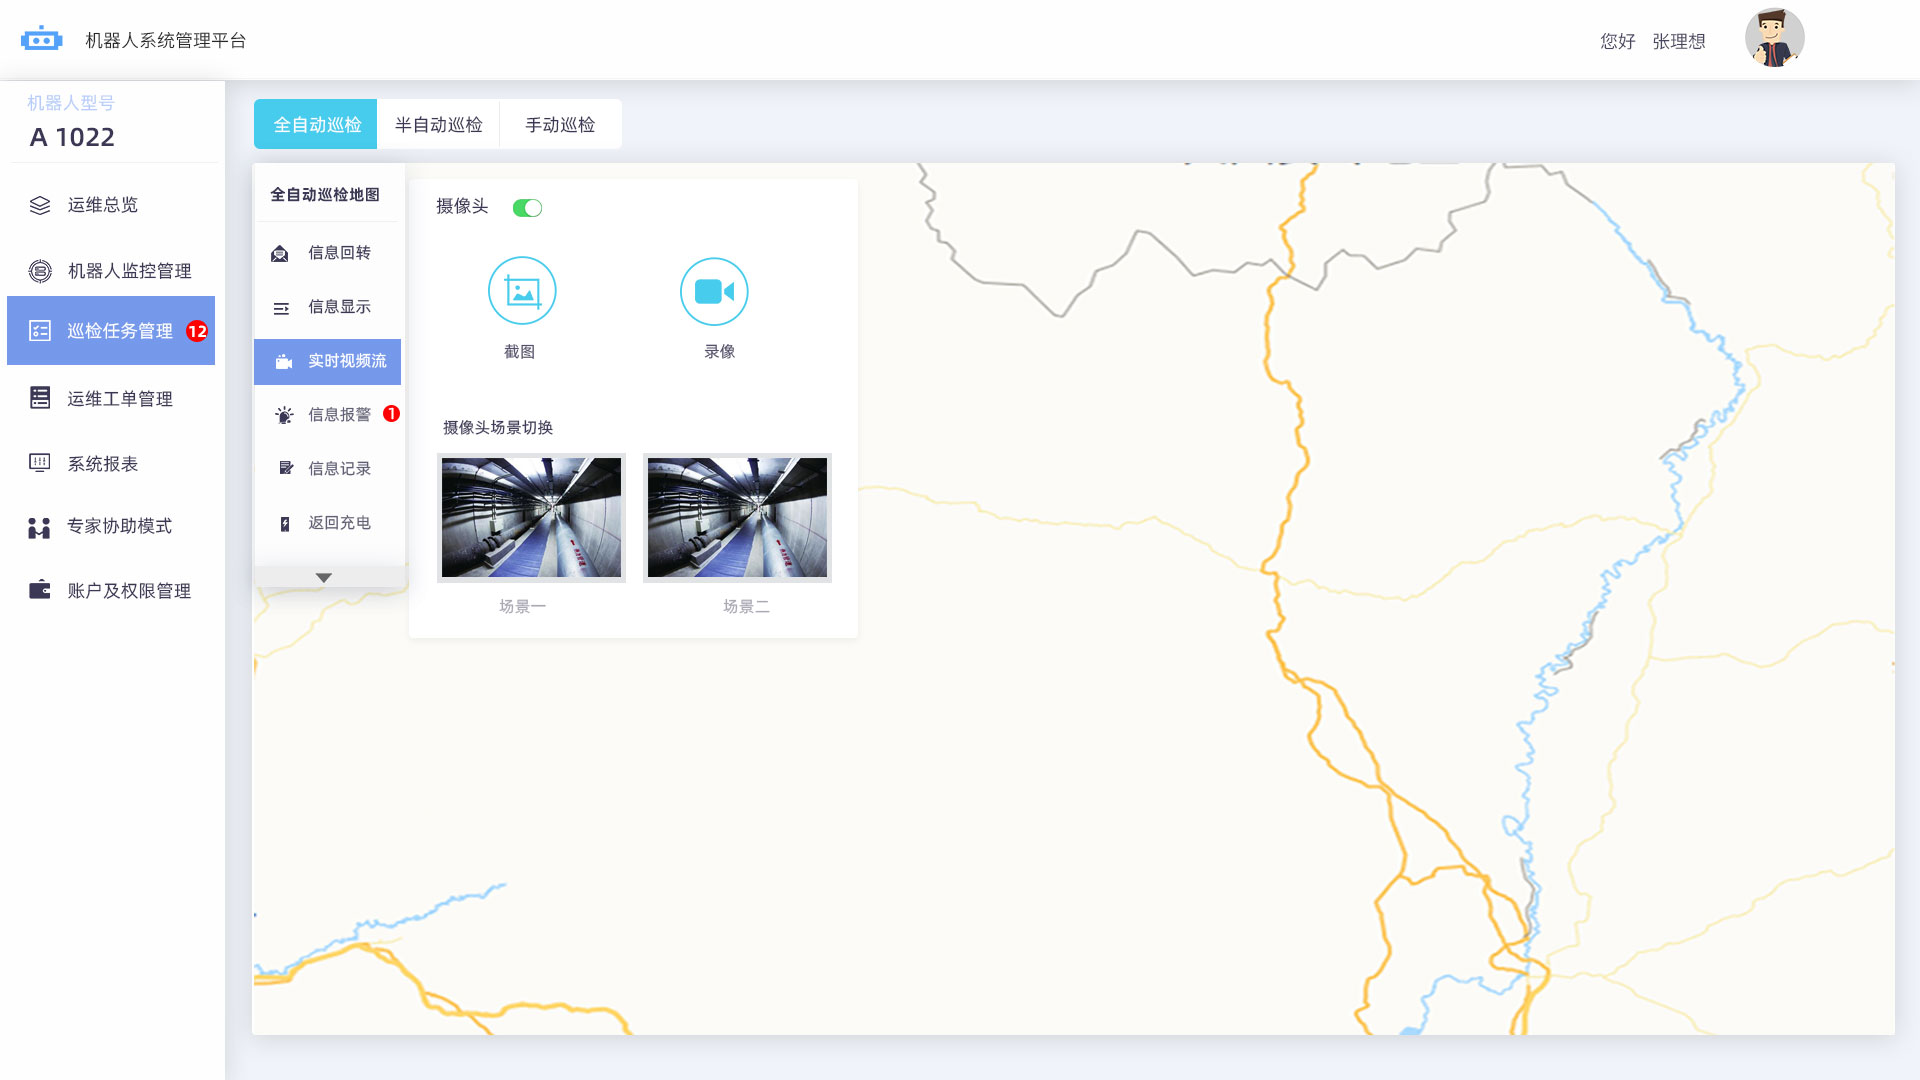 机器人系统管理平台
您好 张理想
机器人型号
A 1022
运维总览
机器人监控管理
巡检任务管理 12
运维工单管理
系统报表
专家协助模式
账户及权限管理
全自动巡检
半自动巡检
手动巡检
全自动巡检地图
信息回转
信息显示
实时视频流
信息报警 1
信息记录
返回充电
摄像头
截图
录像
摄像头场景切换
场景一
场景二